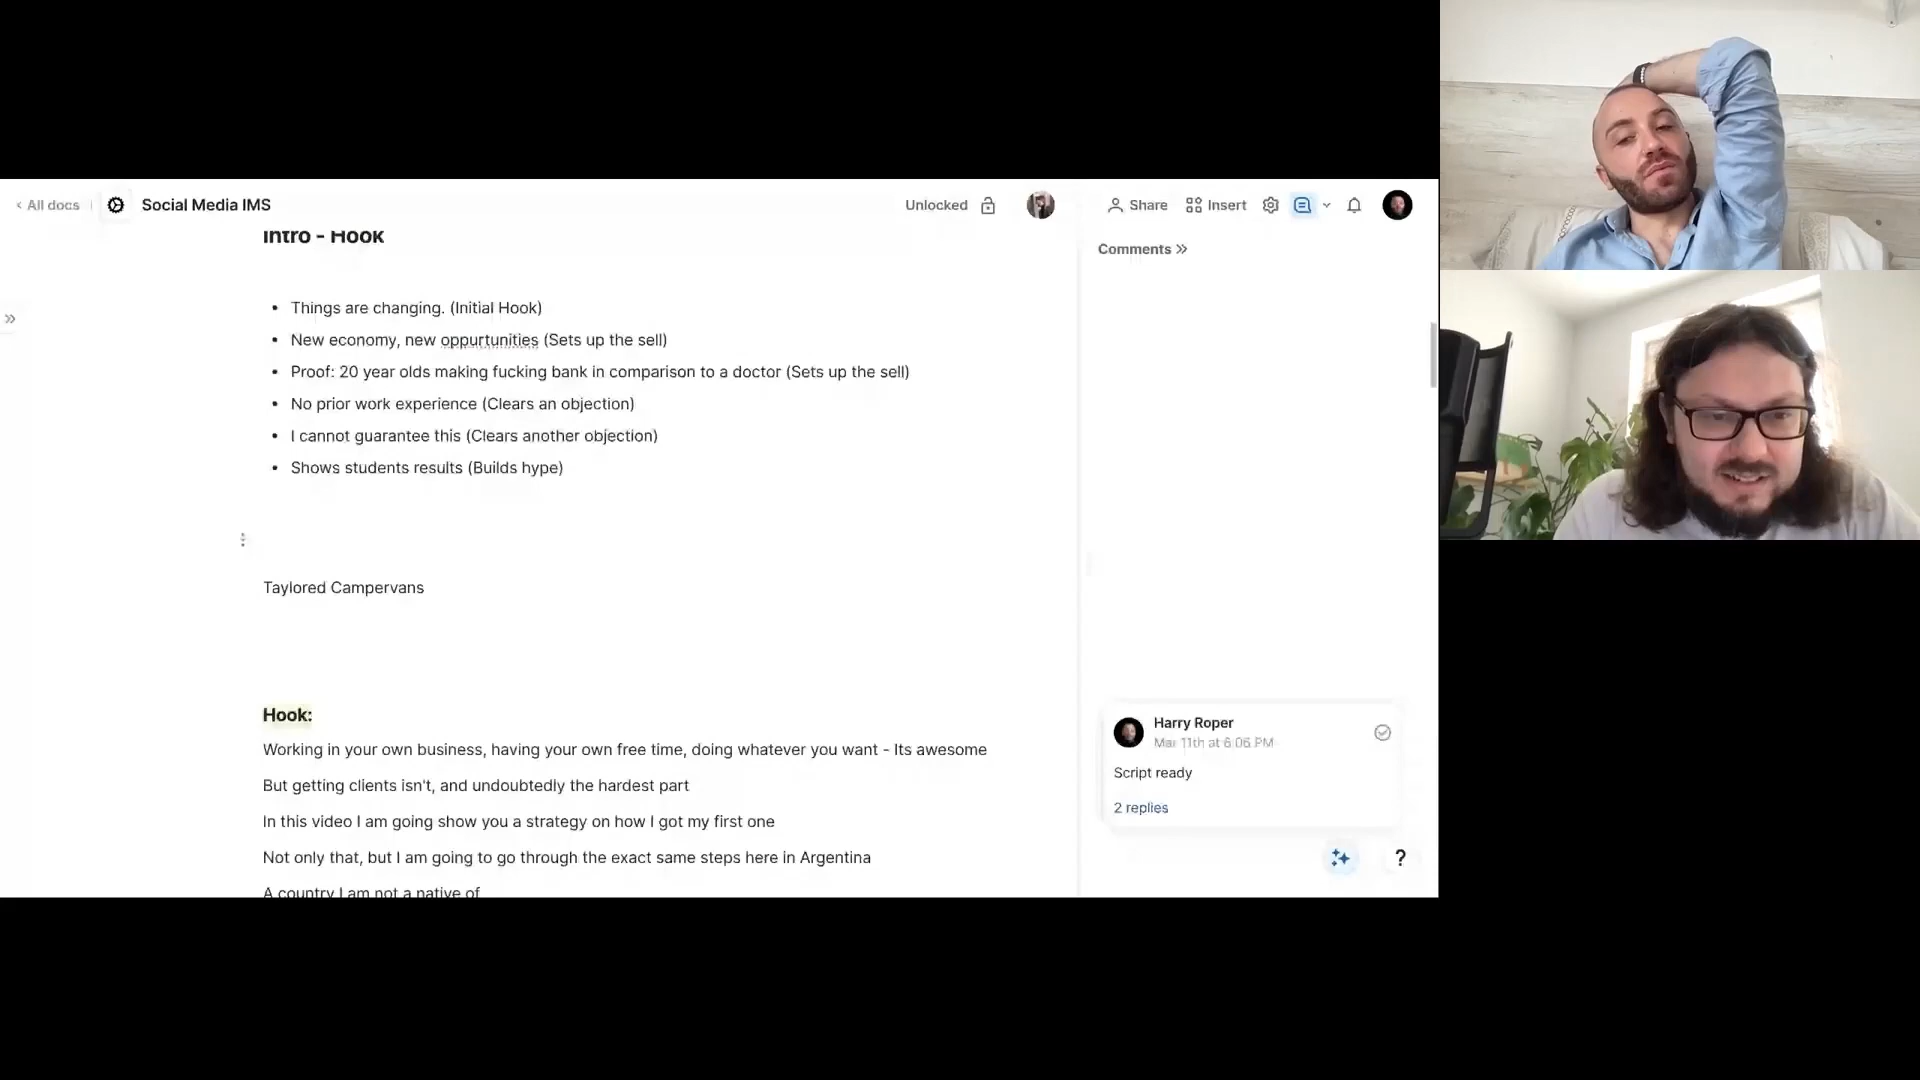 All docs
Social Media IMS
Unlocked
Share
Insert
Comments
Intro - Hook
Things are changing. (Initial Hook)
New economy, new oppurtunities (Sets up the sell)
Proof: 20 year olds making fucking bank in comparison to a doctor (Sets up the sell)
No prior work experience (Clears an objection)
I cannot guarantee this (Clears another objection)
Shows students results (Builds hype)
Taylored Campervans
Hook:
Working in your own business, having your own free time, doing whatever you want - Its awesome
But getting clients isn't, and undoubtedly the hardest part
In this video I am going show you a strategy on how I got my first one
Not only that, but I am going to go through the exact same steps here in Argentina
A country I am not a native of
Harry Roper
Mar 11th at 6:06 PM
Script ready
2 replies
?